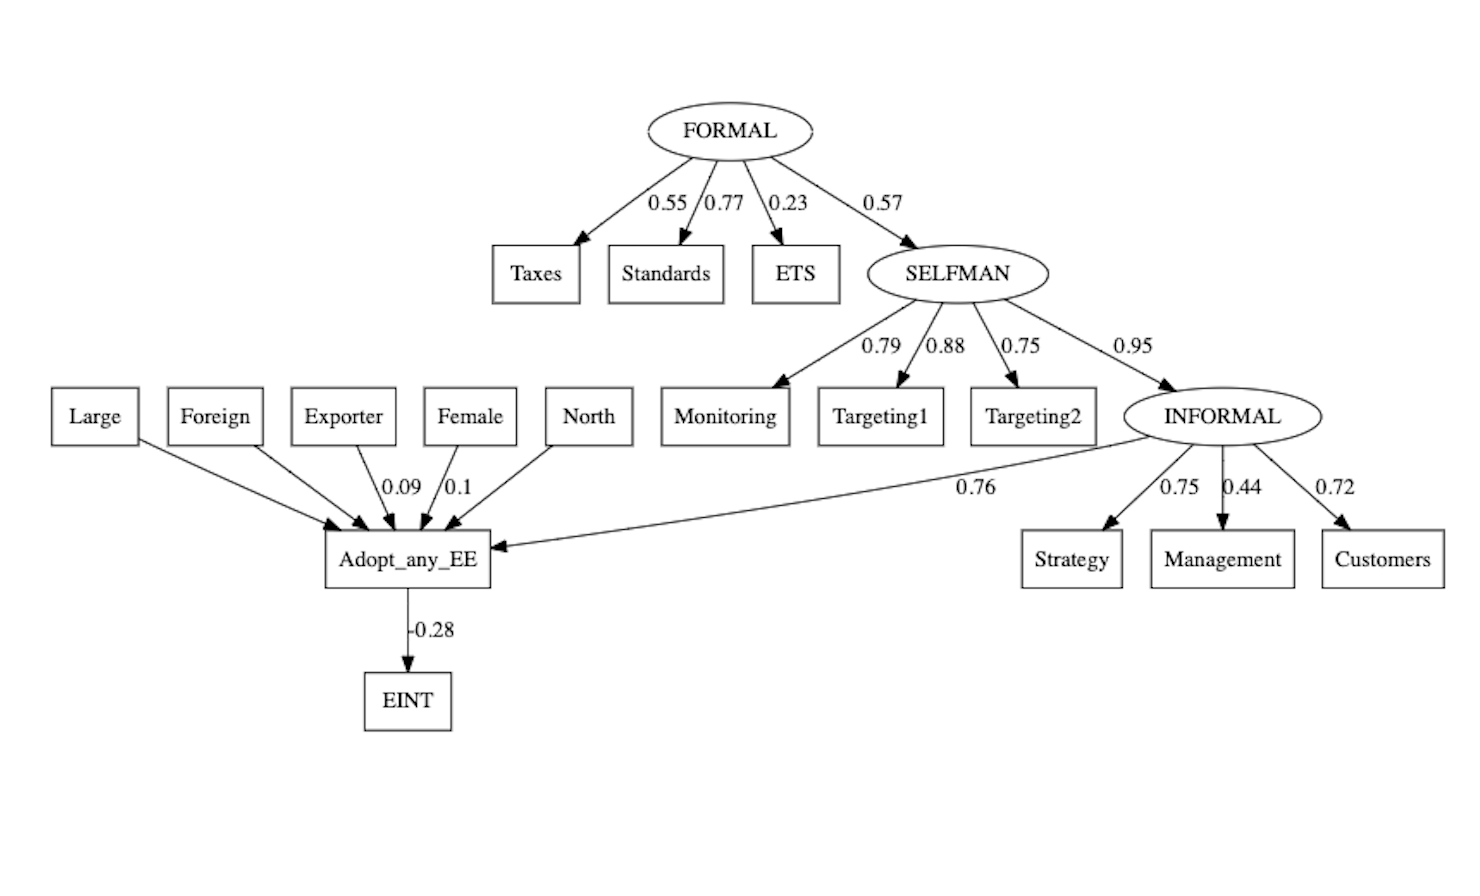 FORMAL
0.55 0.77 0.23 0.57
Taxes Standards ETS SELFMAN
0.79 0.88 0.75 0.95
Large Foreign Exporter Female North Monitoring Targeting1 Targeting2 INFORMAL
0.09 0.1 0.76 0.75 0.44 0.72
Adopt_any_EE Strategy Management Customers
-0.28
EINT